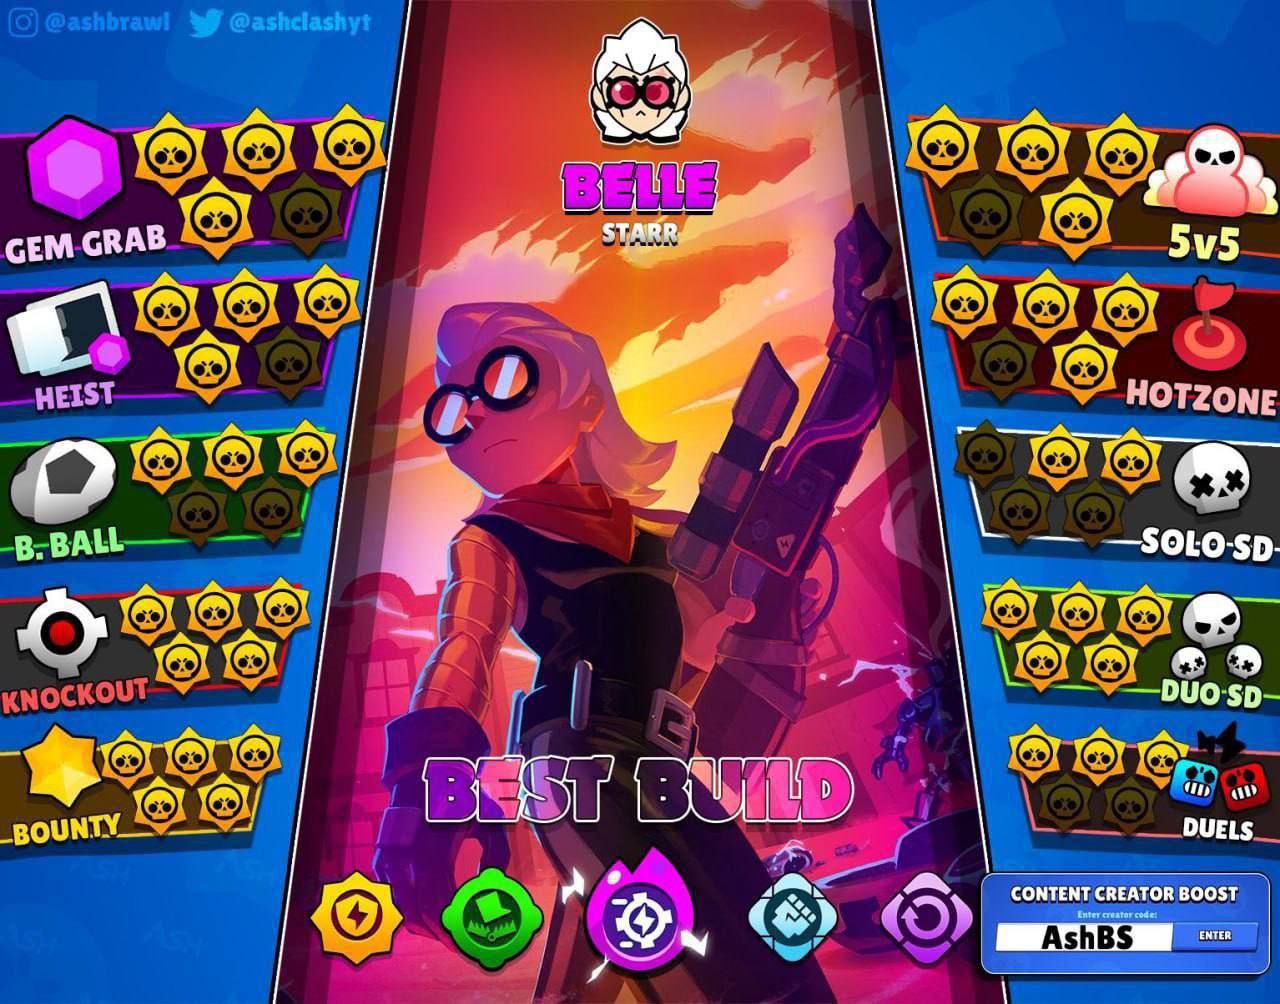 @ashbrawl @ashclashyt
BELLE
STARR
GEM GRAB
HEIST
B. BALL
KNOCKOUT
BOUNTY
5v5
HOTZONE
SOLO SD
DUO SD
DUELS
BEST BUILD
CONTENT CREATOR BOOST
Enter creator code:
AshBS ENTER